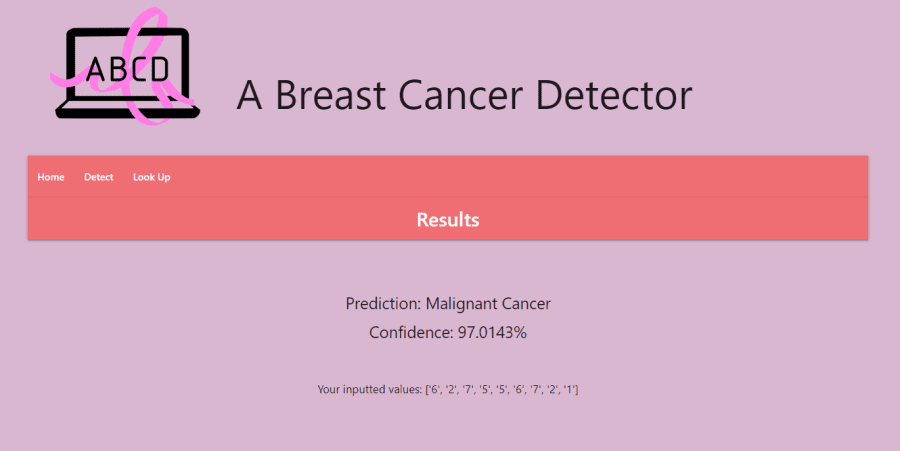 ABCD
A Breast Cancer Detector
Home Detect Look Up
Results
Prediction: Malignant Cancer
Confidence: 97.0143%
Your inputted values: ['6', '2', '7', '5', '5', '6', '7', '2', '1']